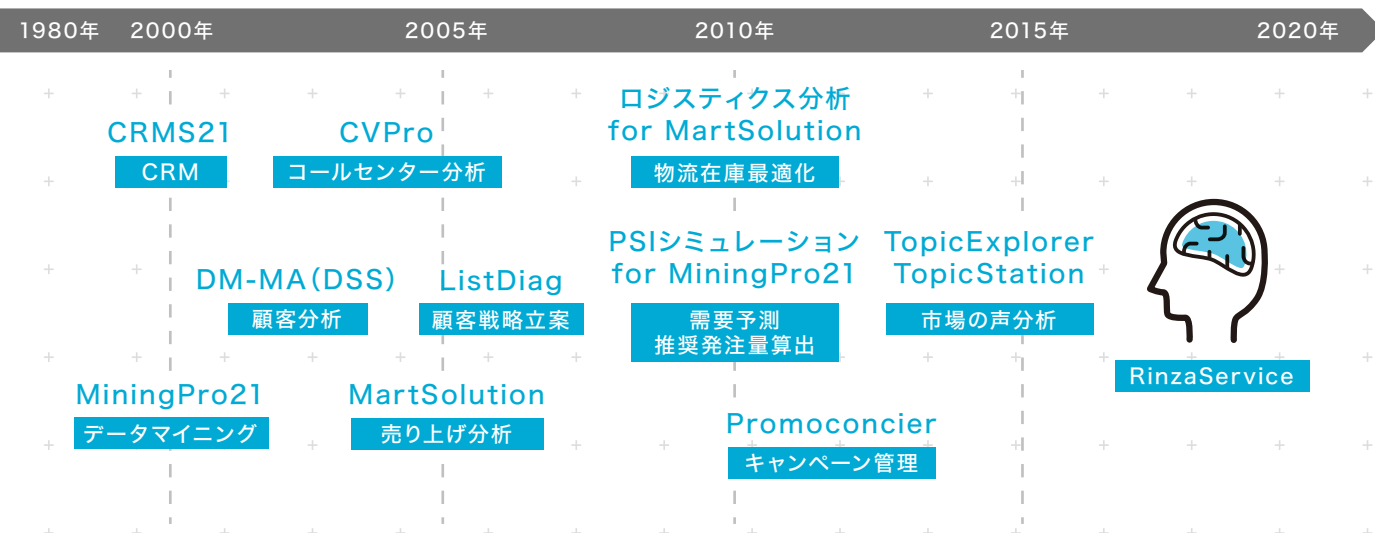 1980年 2000年 2005年 2010年 2015年 2020年
CRMS21
CRM
CVPro
コールセンター分析
ロジスティクス分析
for MartSolution
物流在庫最適化
DM-MA(DSS)
顧客分析
ListDiag
顧客戦略立案
PSIシミュレーション
for MiningPro21
需要予測
推奨発注量算出
TopicExplorer
TopicStation
市場の声分析
RinzaService
MiningPro21
データマイニング
MartSolution
売り上げ分析
Promoconcier
キャンペーン管理